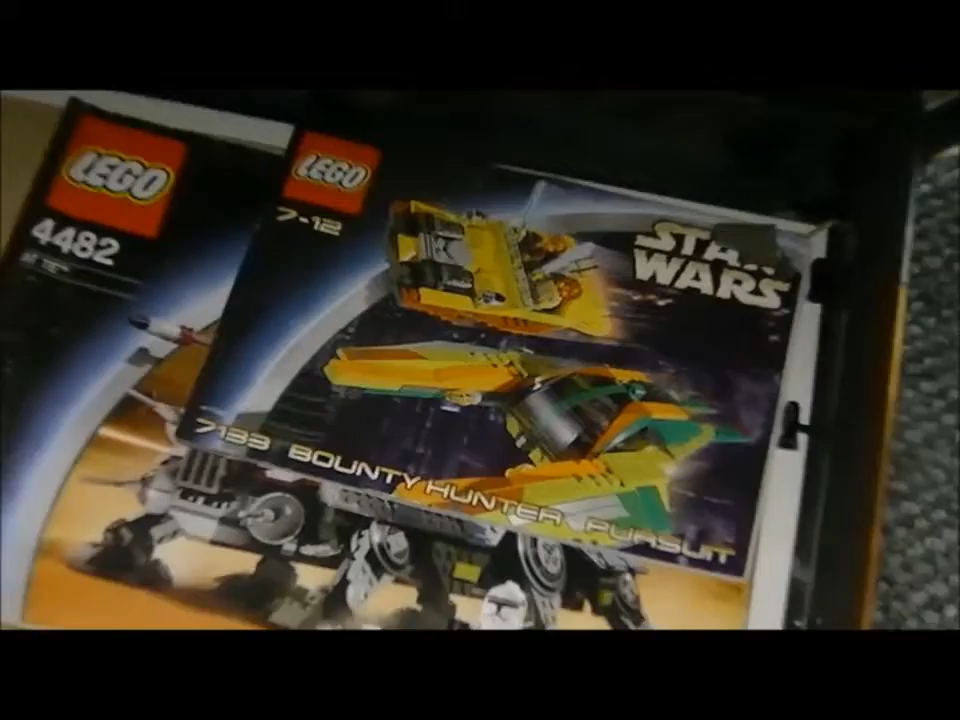 LEGO
4482
LEGO
7-12
STAR
WARS
7133 BOUNTY HUNTER PURSUIT